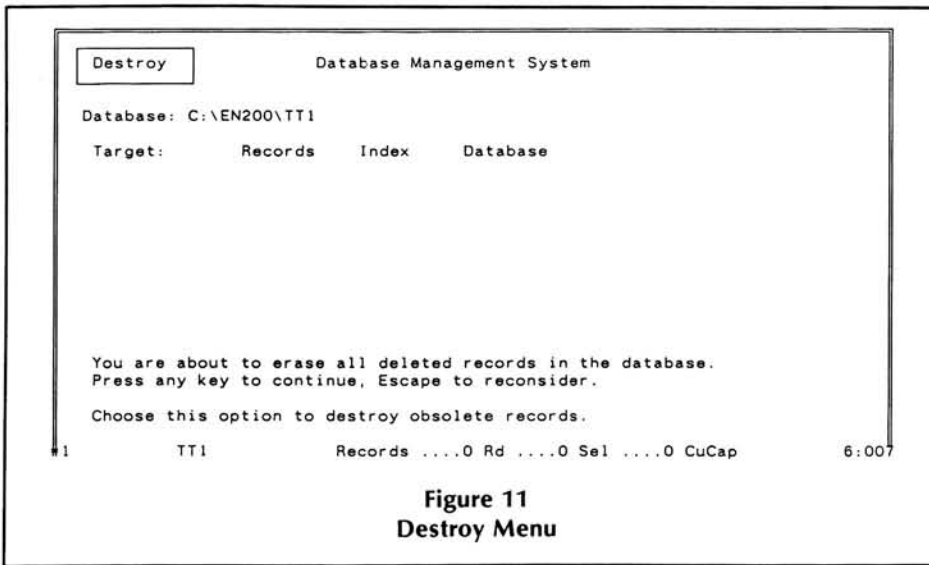 Destroy Database Management System
Database: C:\EN200\TT1
Target: Records Index Database
You are about to erase all deleted records in the database.
Press any key to continue, Escape to reconsider.
Choose this option to destroy obsolete records.
#1 TT1 Records ....0 Rd ....0 Sel ....0 CuCap 6:007
Figure 11
Destroy Menu